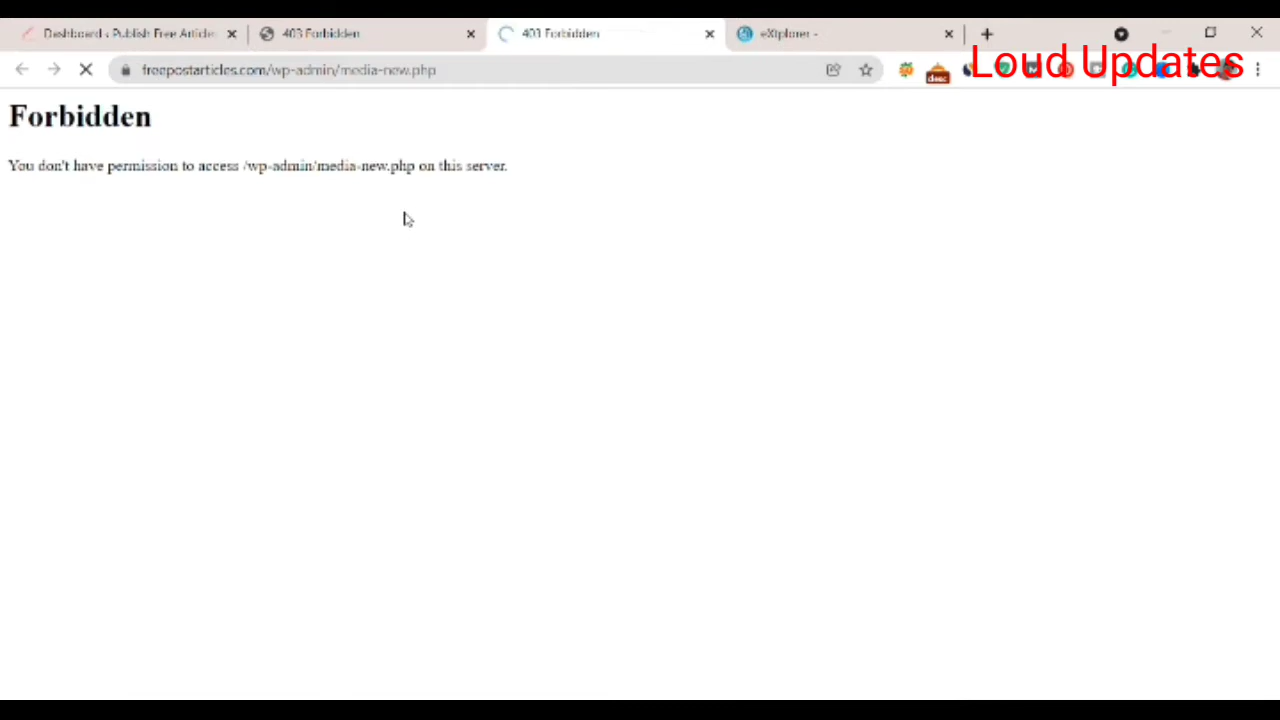 Dashboard ‹ Publish Free Article
403 Forbidden
403 Forbidden
eXtplorer -
freepostarticles.com/wp-admin/media-new.php
desc
Loud Updates
Forbidden
You don't have permission to access /wp-admin/media-new.php on this server.